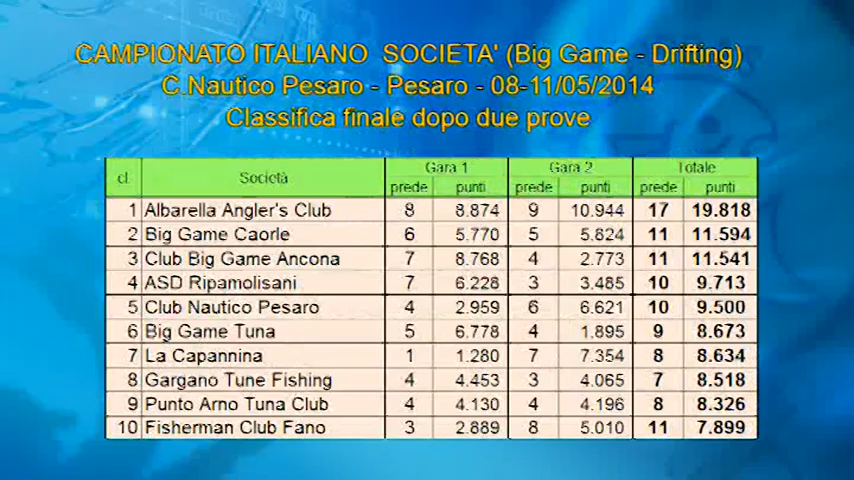 CAMPIONATO ITALIANO SOCIETA' (Big Game - Drifting)
C.Nautico Pesaro - Pesaro - 08-11/05/2014
Classifica finale dopo due prove
cl. Società Gara 1 Gara 2 Totale
prede punti prede punti prede punti
1 Albarella Angler's Club 8 8.874 9 10.944 17 19.818
2 Big Game Caorle 6 5.770 5 5.824 11 11.594
3 Club Big Game Ancona 7 8.768 4 2.773 11 11.541
4 ASD Ripamolisani 7 6.228 3 3.485 10 9.713
5 Club Nautico Pesaro 4 2.959 6 6.621 10 9.500
6 Big Game Tuna 5 6.778 4 1.895 9 8.673
7 La Capannina 1 1.280 7 7.354 8 8.634
8 Gargano Tune Fishing 4 4.453 3 4.065 7 8.518
9 Punto Arno Tuna Club 4 4.130 4 4.196 8 8.326
10 Fisherman Club Fano 3 2.889 8 5.010 11 7.899